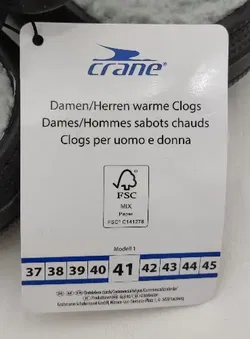 crane®
Damen/Herren warme Clogs
Dames/Hommes sabots chauds
Clogs per uomo e donna
FSC
MIX
Paper
FSC® C141278
Modell 1
37 38 39 40 41 42 43 44 45